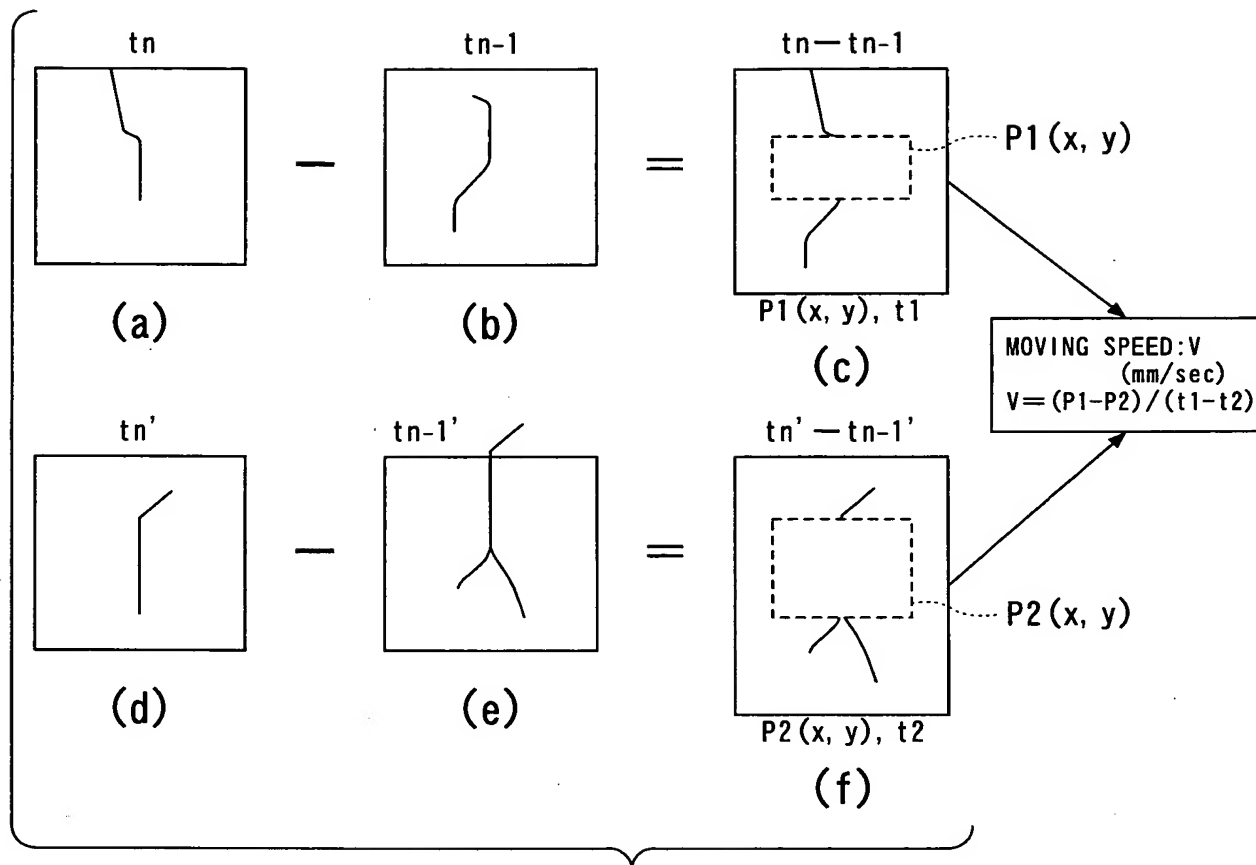 tn
tn-1
tn—tn-1
−
=
P1(x, y)
(a)
(b)
P1(x, y), t1
(c)
MOVING SPEED:V
(mm/sec)
V=(P1-P2)/(t1-t2)
tn'
tn-1'
tn'—tn-1'
−
=
P2(x, y)
(d)
(e)
P2(x, y), t2
(f)